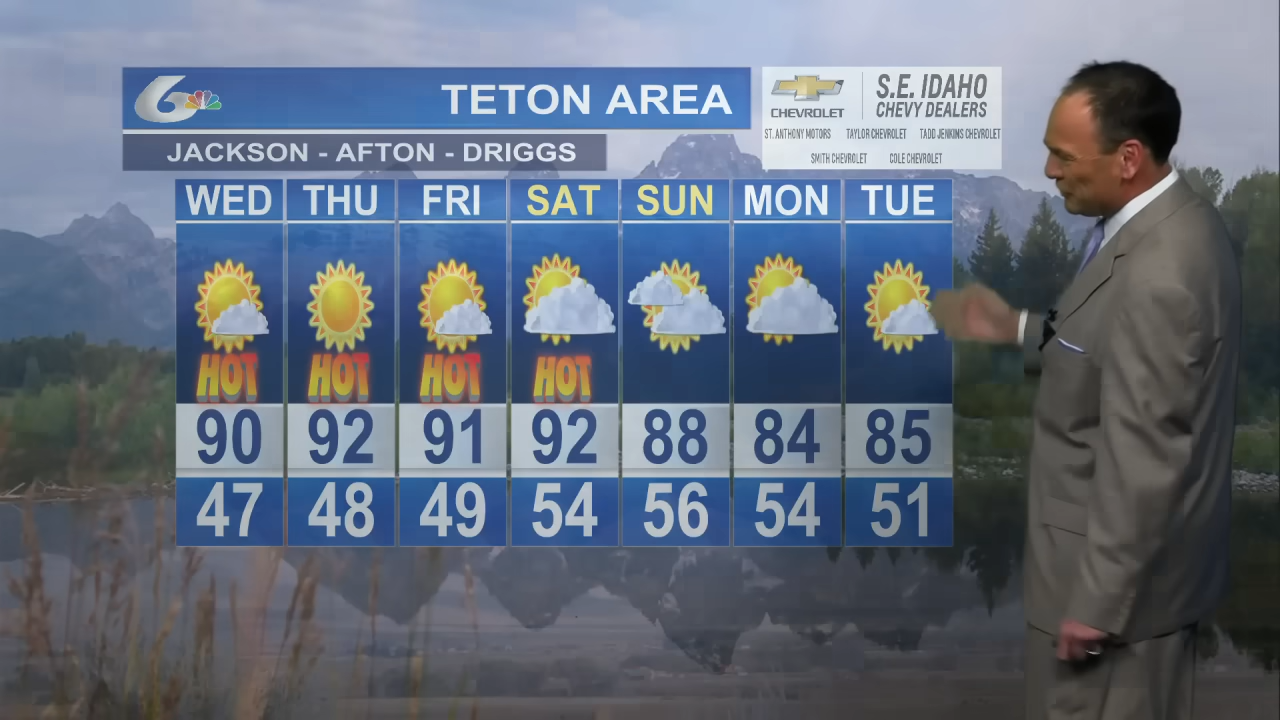 6
TETON AREA
JACKSON - AFTON - DRIGGS
CHEVROLET
S.E. IDAHO
CHEVY DEALERS
ST. ANTHONY MOTORS TAYLOR CHEVROLET TADD JENKINS CHEVROLET
SMITH CHEVROLET COLE CHEVROLET
WED THU FRI SAT SUN MON TUE
HOT HOT HOT HOT
90 92 91 92 88 84 85
47 48 49 54 56 54 51